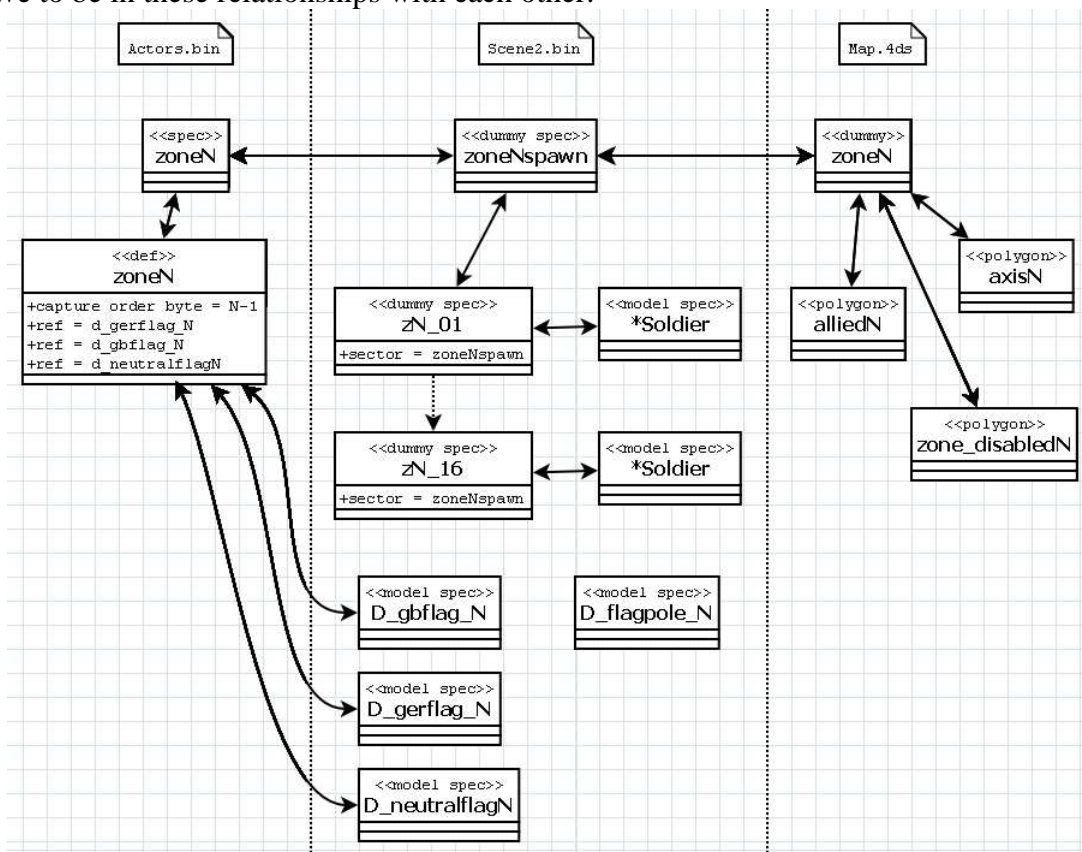 to be in these relationships with each other.
Actors.bin
Scene2.bin
Map.4ds
<<spec>>
zoneN
<<dummy spec>>
zoneNspawn
<<dummy>>
zoneN
<<def>>
zoneN
+capture order byte = N-1
+ref = d_gerflag_N
+ref = d_gbflag_N
+ref = d_neutralflagN
<<dummy spec>>
zN_01
+sector = zoneNspawn
<<model spec>>
*Soldier
<<polygon>>
alliedN
<<polygon>>
axisN
<<dummy spec>>
zN_16
+sector = zoneNspawn
<<model spec>>
*Soldier
<<polygon>>
zone_disabledN
<<model spec>>
D_gbflag_N
<<model spec>>
D_flagpole_N
<<model spec>>
D_gerflag_N
<<model spec>>
D_neutralflagN